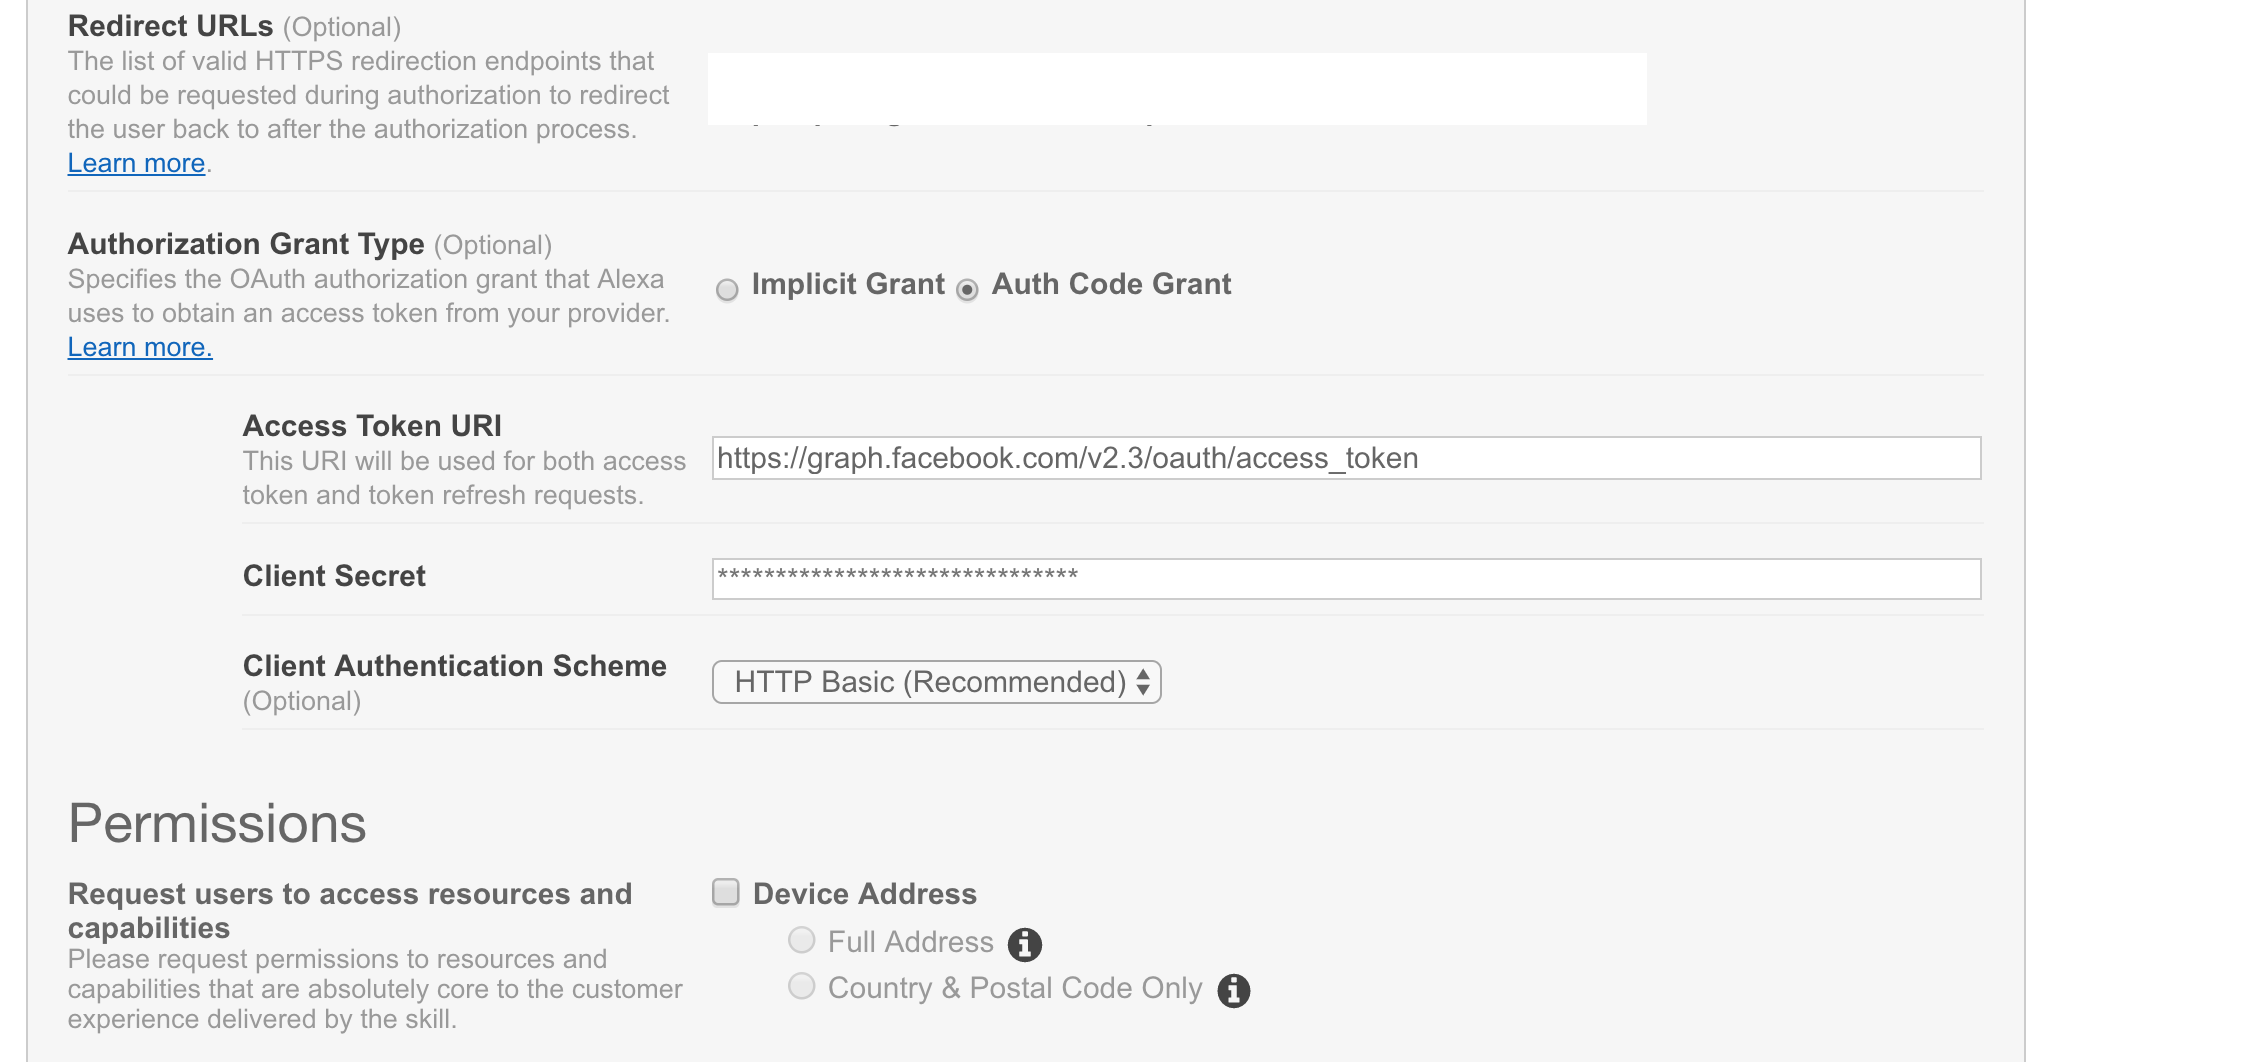 Redirect URLs (Optional)
The list of valid HTTPS redirection endpoints that
could be requested during authorization to redirect
the user back to after the authorization process.
Learn more.
Authorization Grant Type (Optional)
Specifies the OAuth authorization grant that Alexa
uses to obtain an access token from your provider.
Learn more.
Implicit Grant Auth Code Grant
Access Token URI
This URI will be used for both access
token and token refresh requests.
https://graph.facebook.com/v2.3/oauth/access_token
Client Secret
*******************************
Client Authentication Scheme
(Optional)
HTTP Basic (Recommended)
Permissions
Request users to access resources and
capabilities
Please request permissions to resources and
capabilities that are absolutely core to the customer
experience delivered by the skill.
Device Address
Full Address
Country & Postal Code Only